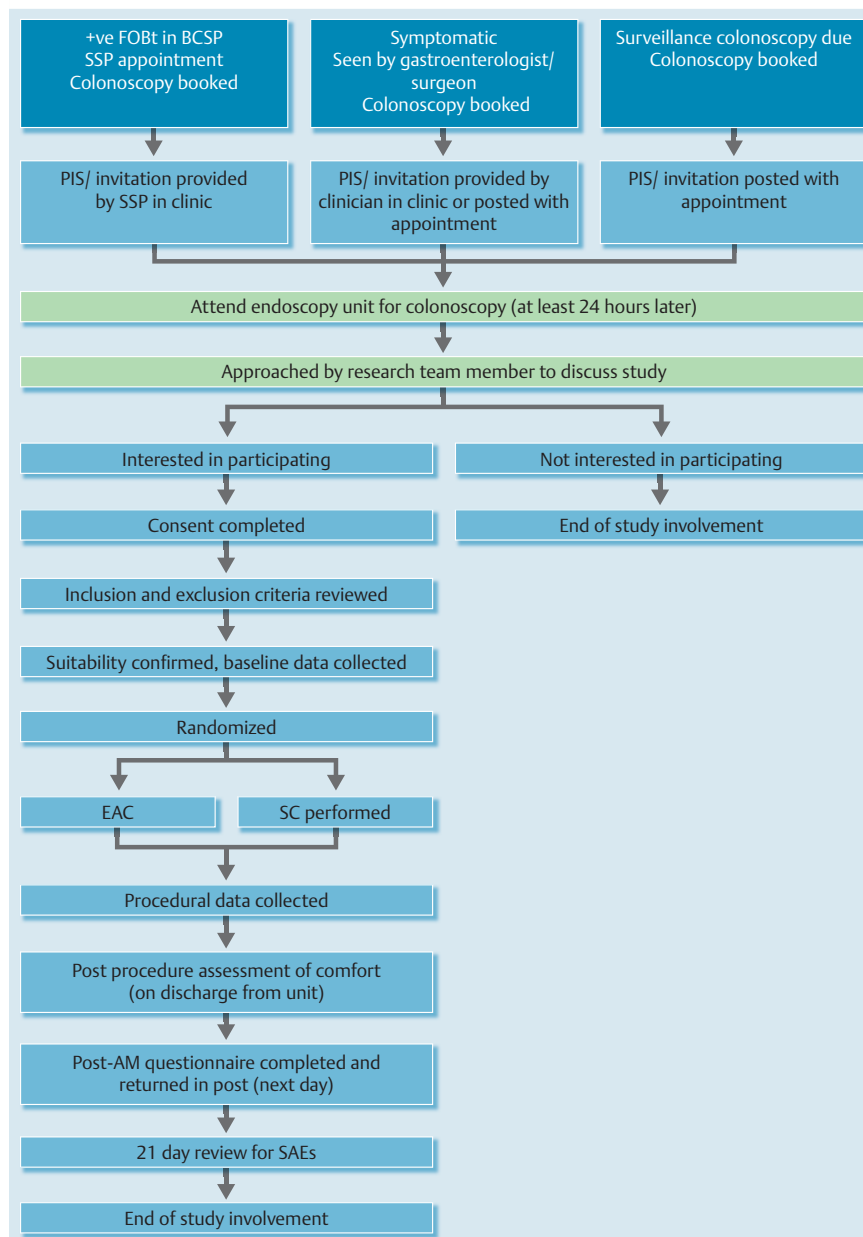 +ve FOBt in BCSP
SSP appointment
Colonoscopy booked
Symptomatic
Seen by gastroenterologist/
surgeon
Colonoscopy booked
Surveillance colonoscopy due
Colonoscopy booked
PIS/ invitation provided
by SSP in clinic
PIS/ invitation provided by
clinician in clinic or posted with
appointment
PIS/ invitation posted with
appointment
Attend endoscopy unit for colonoscopy (at least 24 hours later)
Approached by research team member to discuss study
Interested in participating
Not interested in participating
Consent completed
End of study involvement
Inclusion and exclusion criteria reviewed
Suitability confirmed, baseline data collected
Randomized
EAC
SC performed
Procedural data collected
Post procedure assessment of comfort
(on discharge from unit)
Post-AM questionnaire completed and
returned in post (next day)
21 day review for SAEs
End of study involvement